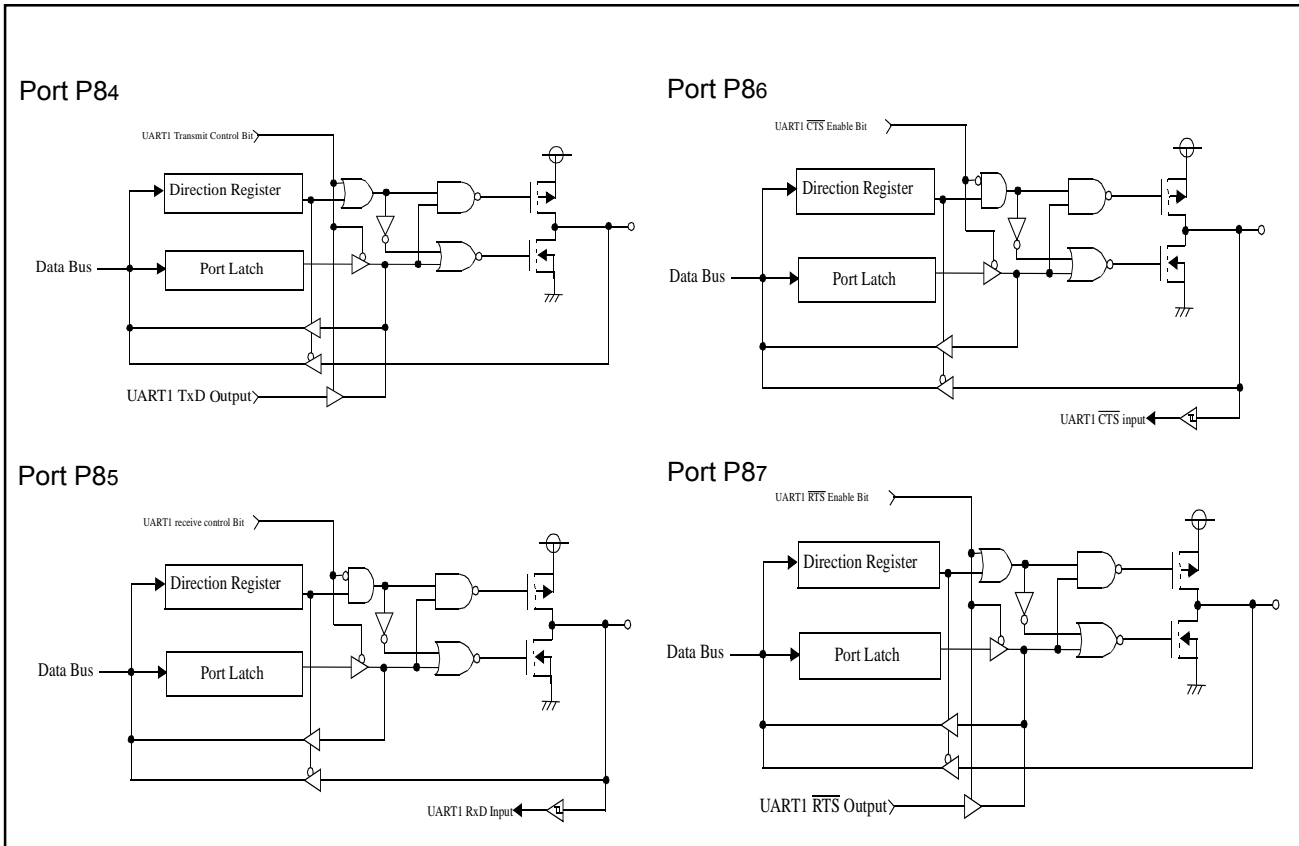 Port P84
UART1 Transmit Control Bit
Direction Register
Data Bus
Port Latch
UART1 TxD Output
Port P86
UART1 CTS Enable Bit
Direction Register
Data Bus
Port Latch
UART1 CTS input
Port P85
UART1 receive control Bit
Direction Register
Data Bus
Port Latch
UART1 RxD Input
Port P87
UART1 RTS Enable Bit
Direction Register
Data Bus
Port Latch
UART1 RTS Output